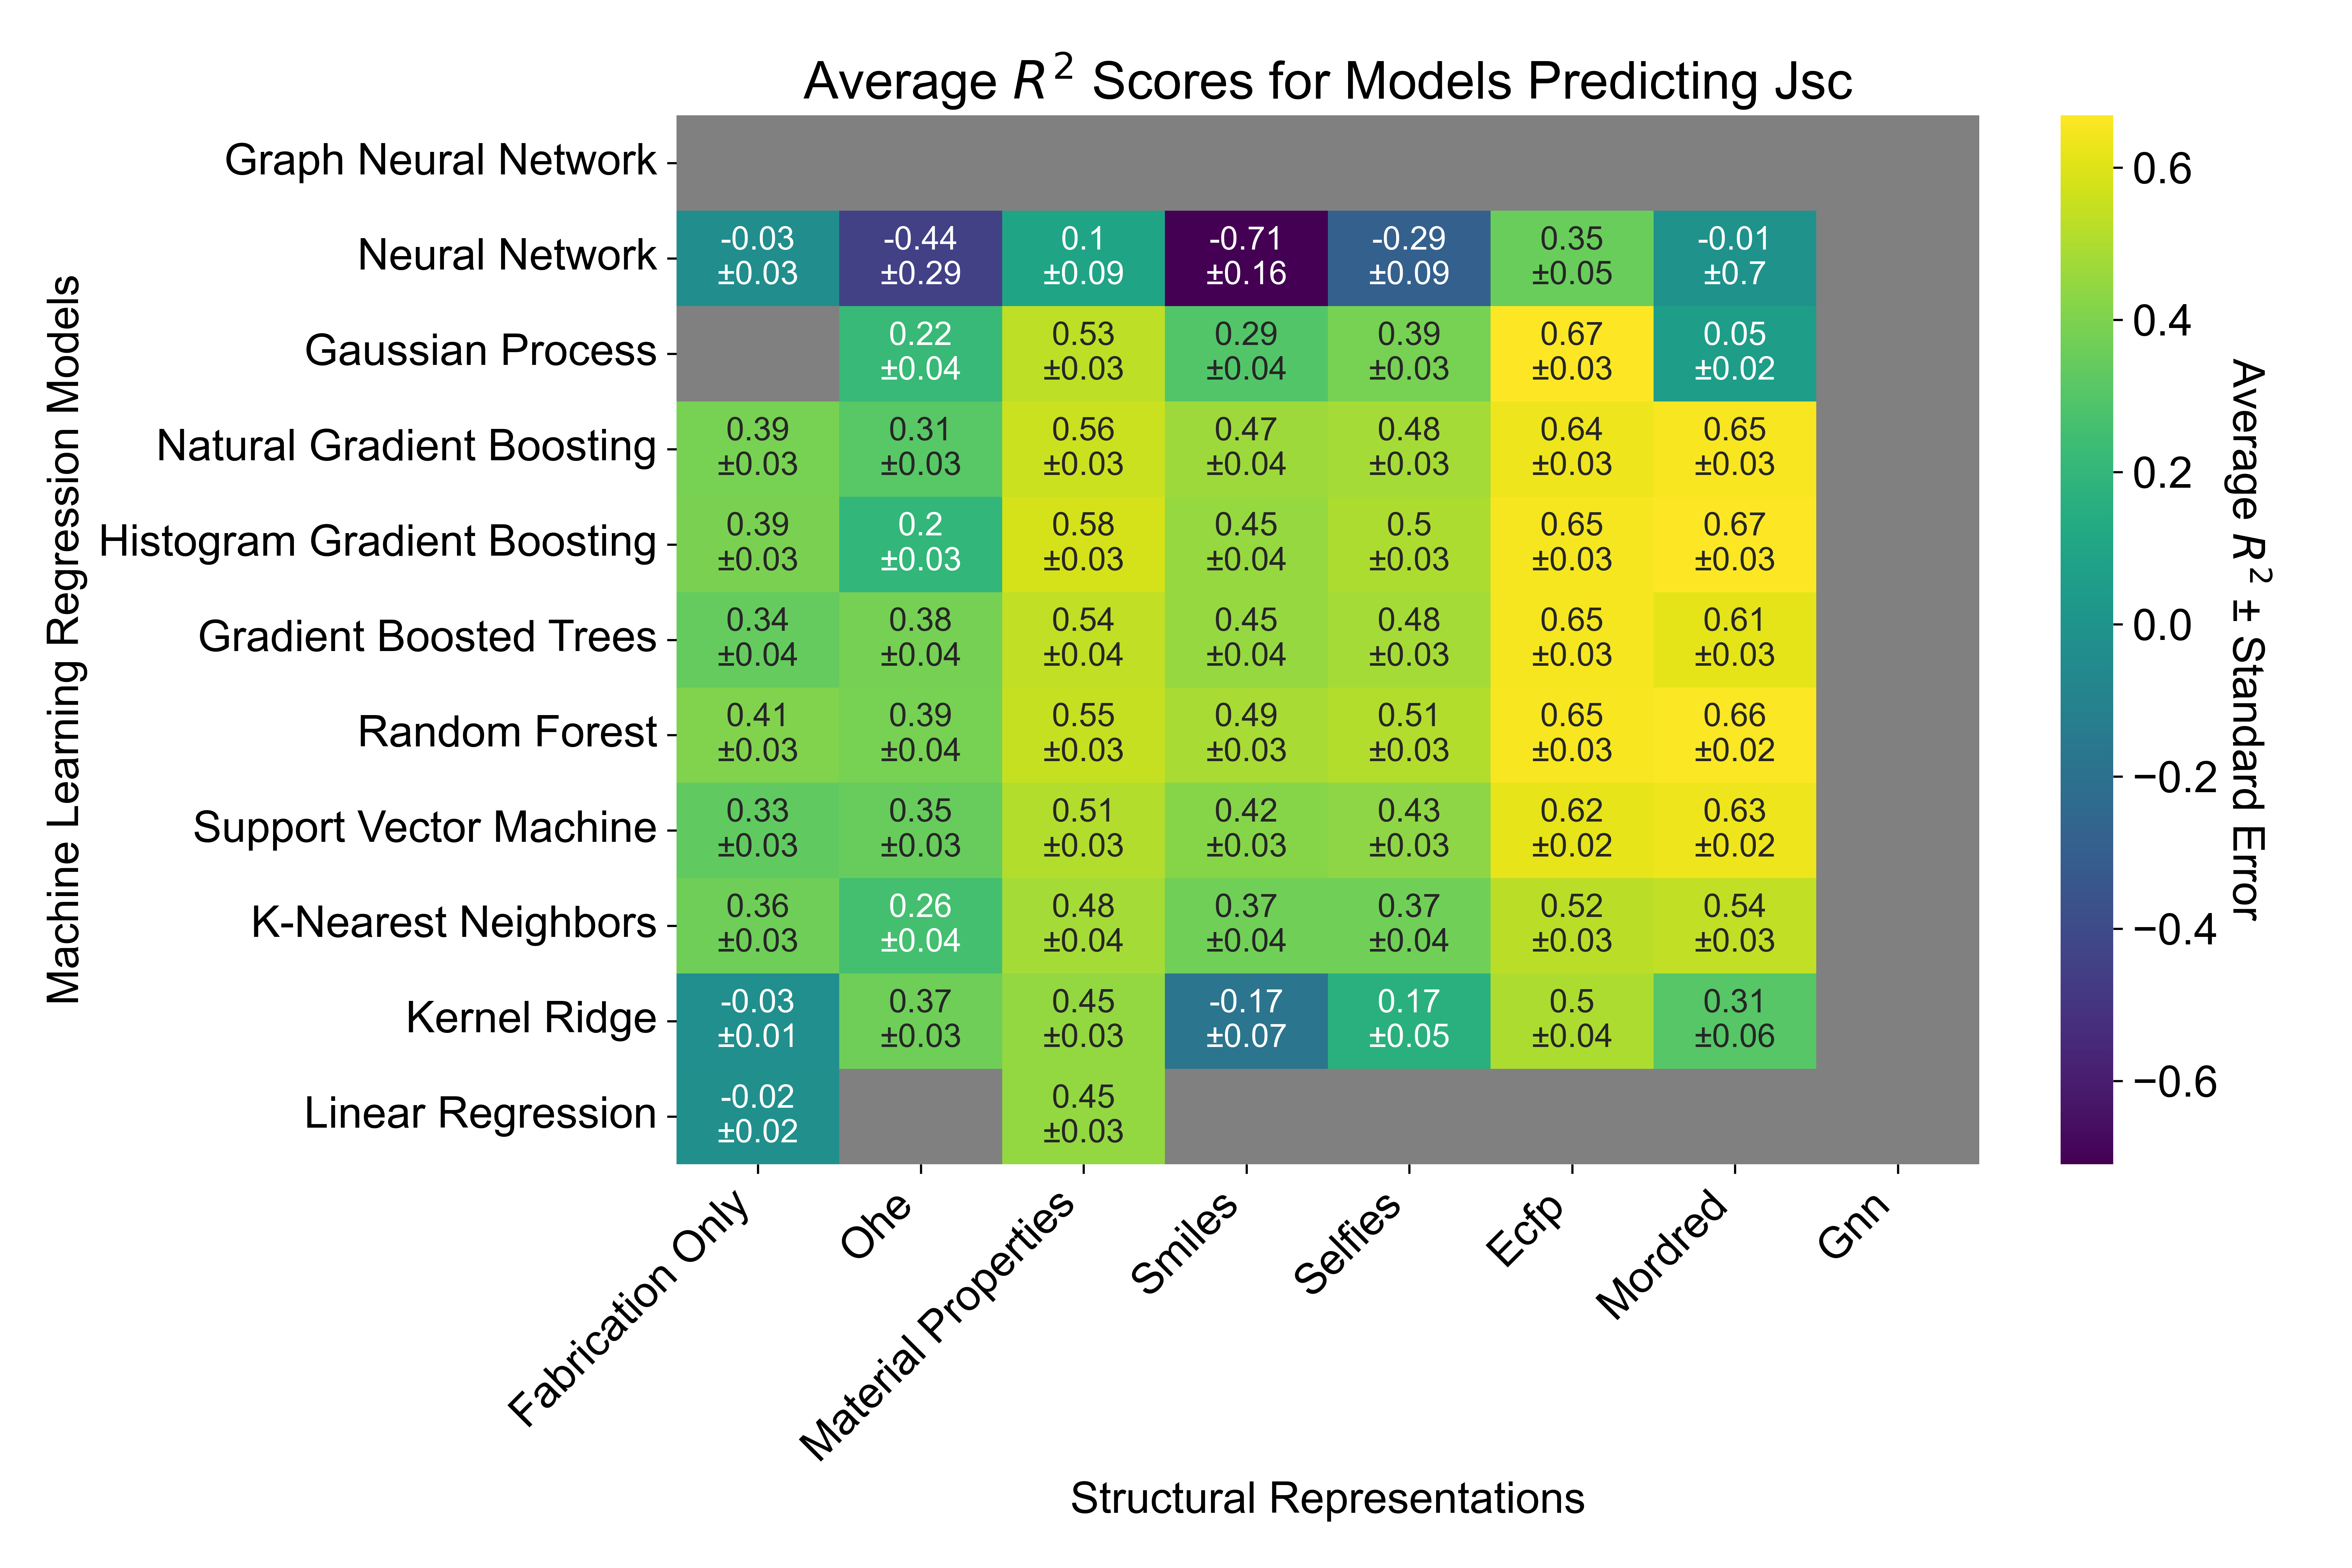 Average R² Scores for Models Predicting Jsc
Machine Learning Regression Models
Graph Neural Network
Neural Network
-0.03 -0.44 0.1 -0.71 -0.29 0.35 -0.01
±0.03 ±0.29 ±0.09 ±0.16 ±0.09 ±0.05 ±0.7
Gaussian Process
0.22 0.53 0.29 0.39 0.67 0.05
±0.04 ±0.03 ±0.04 ±0.03 ±0.03 ±0.02
Natural Gradient Boosting
0.39 0.31 0.56 0.47 0.48 0.64 0.65
±0.03 ±0.03 ±0.03 ±0.04 ±0.03 ±0.03 ±0.03
Histogram Gradient Boosting
0.39 0.2 0.58 0.45 0.5 0.65 0.67
±0.03 ±0.03 ±0.03 ±0.04 ±0.03 ±0.03 ±0.03
Gradient Boosted Trees
0.34 0.38 0.54 0.45 0.48 0.65 0.61
±0.04 ±0.04 ±0.04 ±0.04 ±0.03 ±0.03 ±0.03
Random Forest
0.41 0.39 0.55 0.49 0.51 0.65 0.66
±0.03 ±0.04 ±0.03 ±0.03 ±0.03 ±0.03 ±0.02
Support Vector Machine
0.33 0.35 0.51 0.42 0.43 0.62 0.63
±0.03 ±0.03 ±0.03 ±0.03 ±0.03 ±0.02 ±0.02
K-Nearest Neighbors
0.36 0.26 0.48 0.37 0.37 0.52 0.54
±0.03 ±0.04 ±0.04 ±0.04 ±0.04 ±0.03 ±0.03
Kernel Ridge
-0.03 0.37 0.45 -0.17 0.17 0.5 0.31
±0.01 ±0.03 ±0.03 ±0.07 ±0.05 ±0.04 ±0.06
Linear Regression
-0.02 0.45
±0.02 ±0.03
Fabrication Only
Ohe
Material Properties
Smiles
Selfies
Ecfp
Mordred
Gnn
Structural Representations
0.6
0.4
0.2
0.0
−0.2
−0.4
−0.6
Average R² ± Standard Error